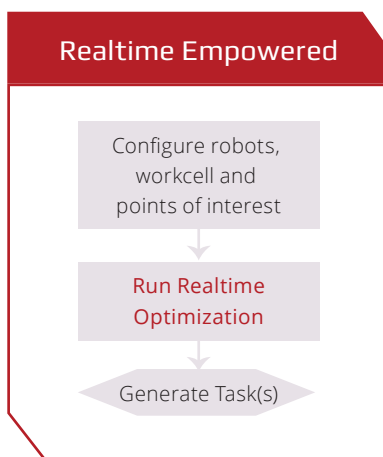 Realtime Empowered
Configure robots,
workcell and
points of interest
Run Realtime
Optimization
Generate Task(s)